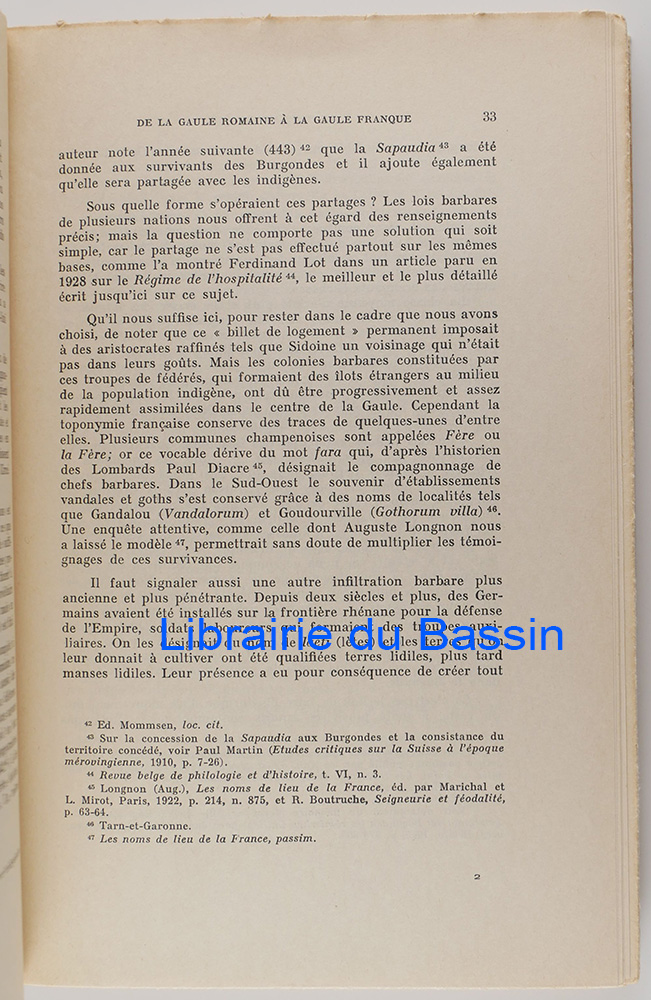 DE LA GAULE ROMAINE À LA GAULE FRANQUE 33
auteur note l'année suivante (443) ⁴² que la Sapaudia ⁴³ a été
donnée aux survivants des Burgondes et il ajoute également
qu'elle sera partagée avec les indigènes.
Sous quelle forme s'opéraient ces partages ? Les lois barbares
de plusieurs nations nous offrent à cet égard des renseignements
précis; mais la question ne comporte pas une solution qui soit
simple, car le partage ne s'est pas effectué partout sur les mêmes
bases, comme l'a montré Ferdinand Lot dans un article paru en
1928 sur le Régime de l'hospitalité ⁴⁴, le meilleur et le plus détaillé
écrit jusqu'ici sur ce sujet.
Qu'il nous suffise ici, pour rester dans le cadre que nous avons
choisi, de noter que ce « billet de logement » permanent imposait
à des aristocrates raffinés tels que Sidoine un voisinage qui n'était
pas dans leurs goûts. Mais les colonies barbares constituées par
ces troupes de fédérés, qui formaient des îlots étrangers au milieu
de la population indigène, ont dû être progressivement et assez
rapidement assimilées dans le centre de la Gaule. Cependant la
toponymie française conserve des traces de quelques-unes d'entre
elles. Plusieurs communes champenoises sont appelées Fère ou
la Fère; or ce vocable dérive du mot fara qui, d'après l'historien
des Lombards Paul Diacre ⁴⁵, désignait le compagnonnage de
chefs barbares. Dans le Sud-Ouest le souvenir d'établissements
vandales et goths s'est conservé grâce à des noms de localités tels
que Gandalou (Vandalorum) et Goudourville (Gothorum villa) ⁴⁶.
Une enquête attentive, comme celle dont Auguste Longnon nous
a laissé le modèle ⁴⁷, permettrait sans doute de multiplier les témoi-
gnages de ces survivances.
Il faut signaler aussi une autre infiltration barbare plus
ancienne et plus pénétrante. Depuis deux siècles et plus, des Ger-
mains avaient été installés sur la frontière rhénane pour la défense
de l'Empire, soldats laboureurs qui formaient des troupes auxi-
liaires. On les désignait du nom de læti (lètes) et les terres qu'on
Librairie du Bassin
leur donnait à cultiver ont été qualifiées terres lidiles, plus tard
manses lidiles. Leur présence a eu pour conséquence de créer tout
⁴² Ed. Mommsen, loc. cit.
⁴³ Sur la concession de la Sapaudia aux Burgondes et la consistance du
territoire concédé, voir Paul Martin (Etudes critiques sur la Suisse à l'époque
mérovingienne, 1910, p. 7-26).
⁴⁴ Revue belge de philologie et d'histoire, t. VI, n. 3.
⁴⁵ Longnon (Aug.), Les noms de lieu de la France, éd. par Marichal et
L. Mirot, Paris, 1922, p. 214, n. 875, et R. Boutruche, Seigneurie et féodalité,
p. 63-64.
⁴⁶ Tarn-et-Garonne.
⁴⁷ Les noms de lieu de la France, passim.
2